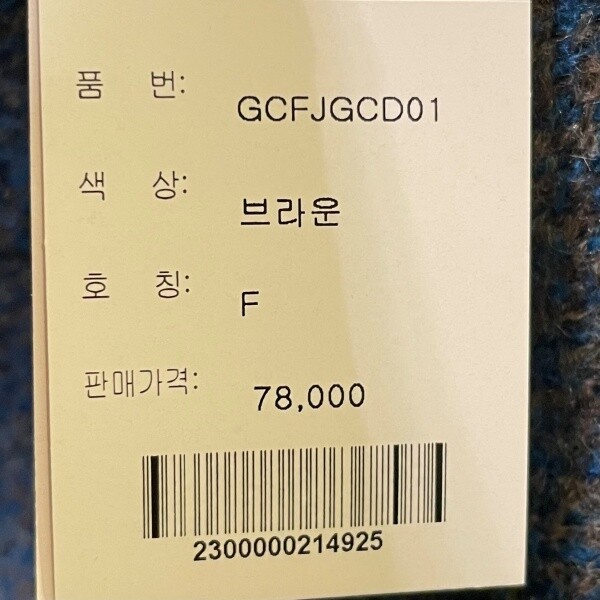 품 번: GCFJGCD01
색 상: 브라운
호 칭: F
판매가격: 78,000
2300000214925